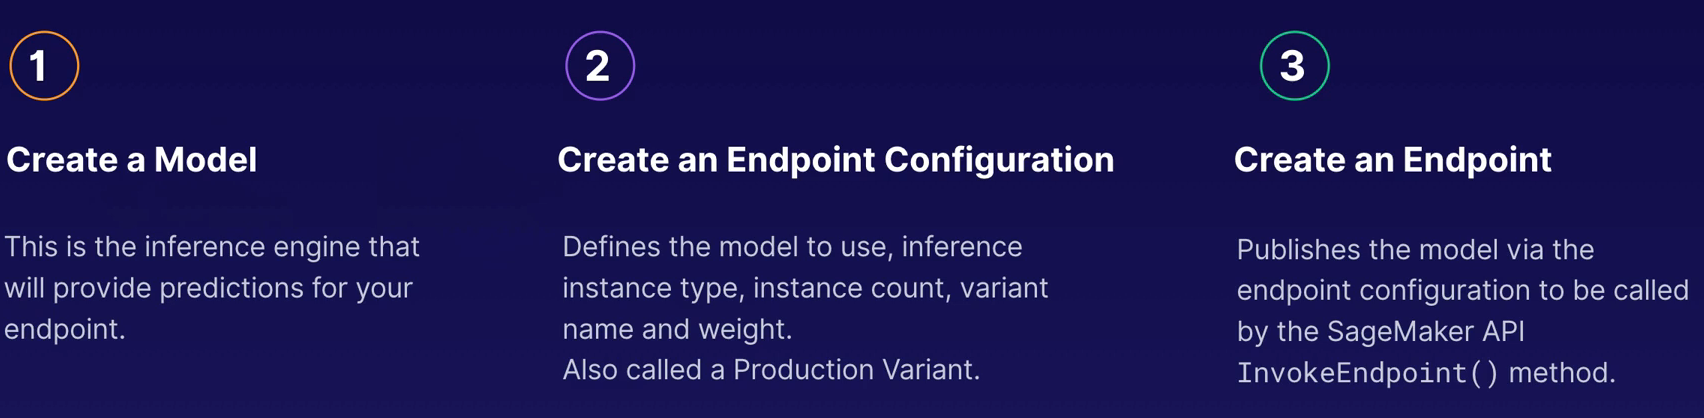 1
Create a Model
This is the inference engine that
will provide predictions for your
endpoint.
2
Create an Endpoint Configuration
Defines the model to use, inference
instance type, instance count, variant
name and weight.
Also called a Production Variant.
3
Create an Endpoint
Publishes the model via the
endpoint configuration to be called
by the SageMaker API
InvokeEndpoint() method.